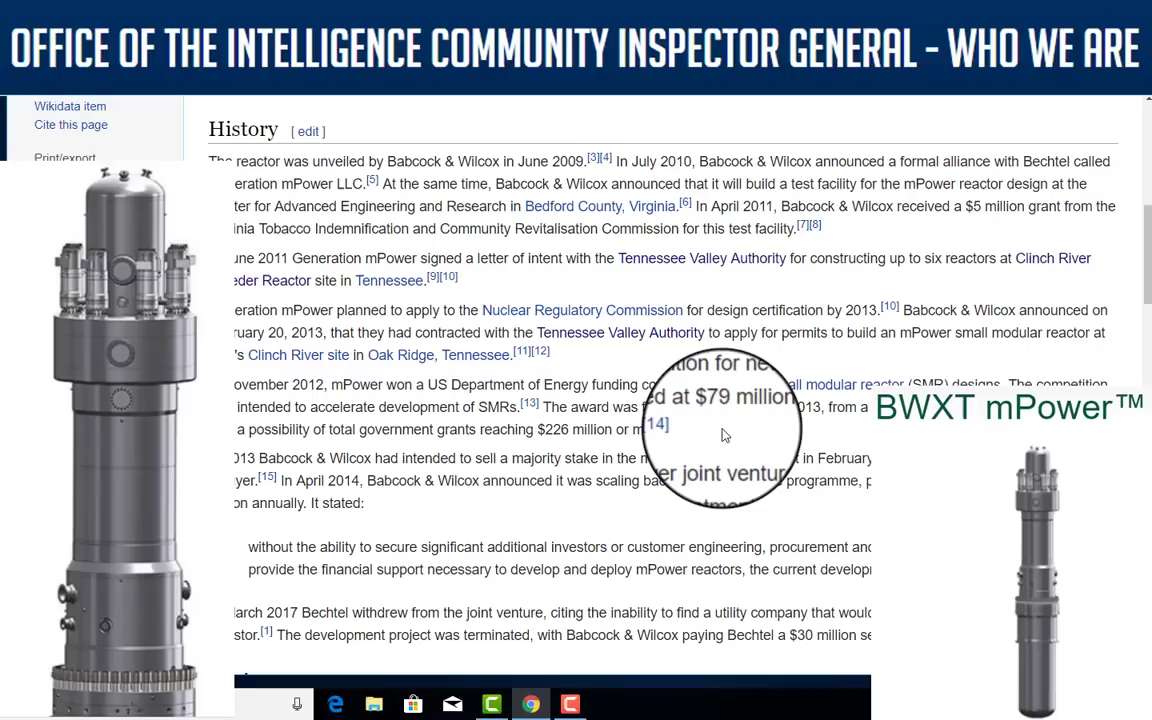 OFFICE OF THE INTELLIGENCE COMMUNITY INSPECTOR GENERAL - WHO WE ARE
Wikidata item
Cite this page
Print/export
History [ edit ]
The reactor was unveiled by Babcock & Wilcox in June 2009.[3][4] In July 2010, Babcock & Wilcox announced a formal alliance with Bechtel called
eration mPower LLC.[5] At the same time, Babcock & Wilcox announced that it will build a test facility for the mPower reactor design at the
ter for Advanced Engineering and Research in Bedford County, Virginia.[6] In April 2011, Babcock & Wilcox received a $5 million grant from the
inia Tobacco Indemnification and Community Revitalisation Commission for this test facility.[7][8]
une 2011 Generation mPower signed a letter of intent with the Tennessee Valley Authority for constructing up to six reactors at Clinch River
eder Reactor site in Tennessee.[9][10]
eration mPower planned to apply to the Nuclear Regulatory Commission for design certification by 2013.[10] Babcock & Wilcox announced on
ruary 20, 2013, that they had contracted with the Tennessee Valley Authority to apply for permits to build an mPower small modular reactor at
's Clinch River site in Oak Ridge, Tennessee.[11][12]
ovember 2012, mPower won a US Department of Energy funding co all modular reactor (SMR) designs. The competition
intended to accelerate development of SMRs.[13] The award was f ed at $79 million 013, from a
a possibility of total government grants reaching $226 million or m [14]
013 Babcock & Wilcox had intended to sell a majority stake in the m er joint ventur t in February
yer.[15] In April 2014, Babcock & Wilcox announced it was scaling bac programme, p
on annually. It stated:
without the ability to secure significant additional investors or customer engineering, procurement and
provide the financial support necessary to develop and deploy mPower reactors, the current developm
arch 2017 Bechtel withdrew from the joint venture, citing the inability to find a utility company that would
stor.[1] The development project was terminated, with Babcock & Wilcox paying Bechtel a $30 million se
BWXT mPower™